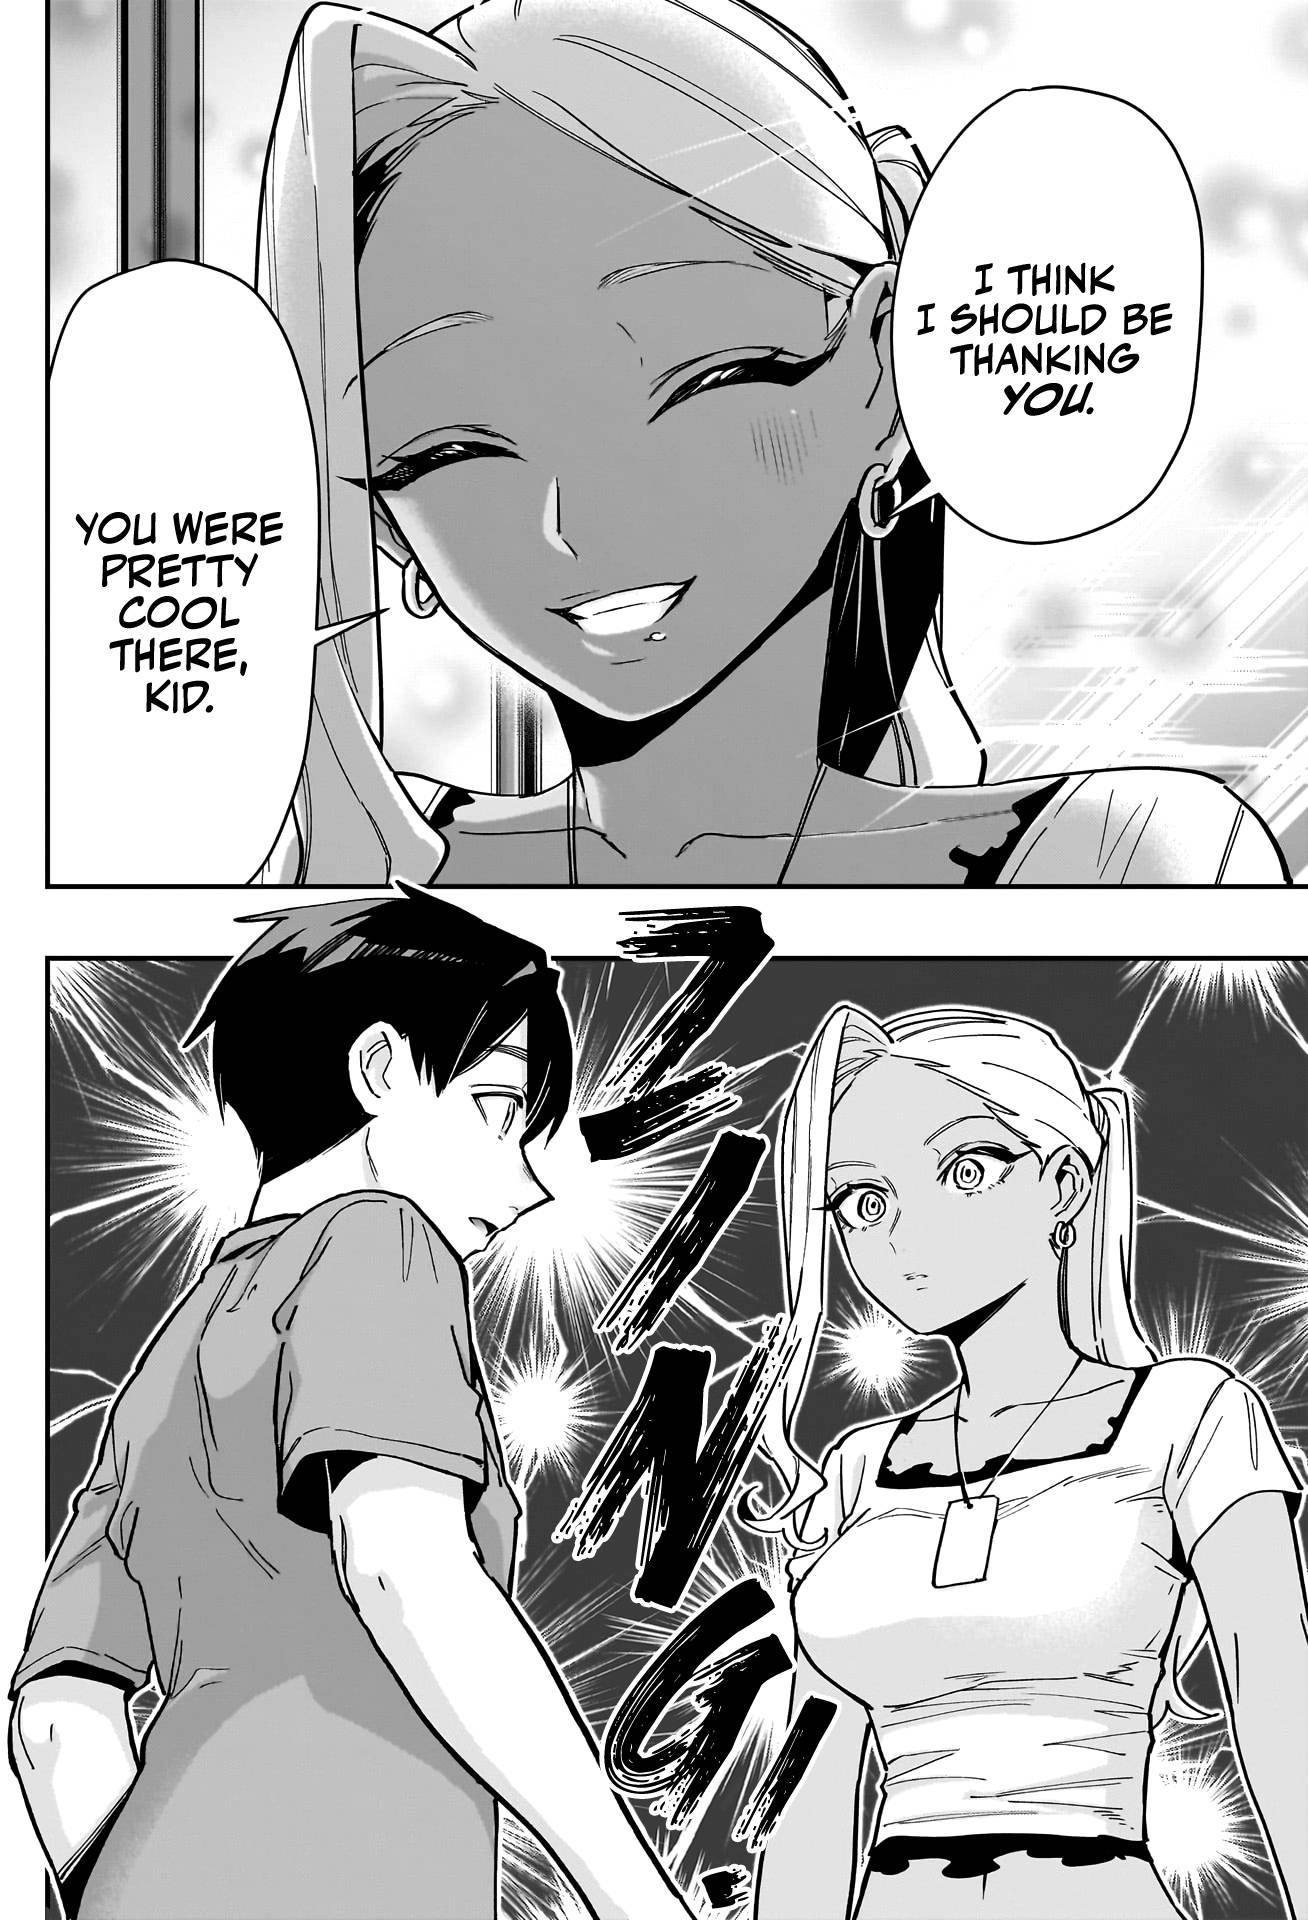 I THINK
I SHOULD BE
THANKING
YOU.
YOU WERE
PRETTY
COOL
THERE,
KID.
ZING!